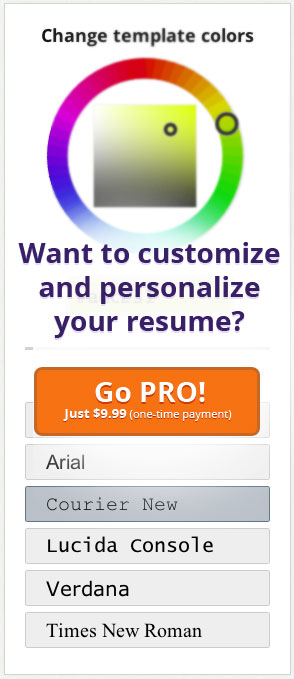 Change template colors
Want to customize
and personalize
your resume?
Go PRO!
Just $9.99 (one-time payment)
Arial
Courier New
Lucida Console
Verdana
Times New Roman